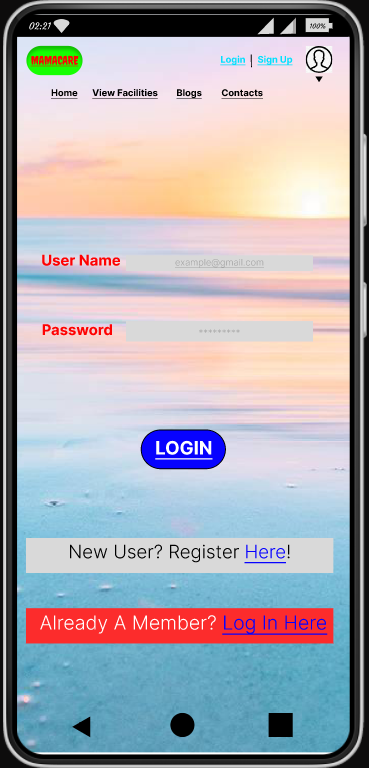 02:21 100%
MAMACARE Login | Sign Up
Home View Facilities Blogs Contacts
User Name example@gmail.com
Password *********
LOGIN
New User? Register Here!
Already A Member? Log In Here